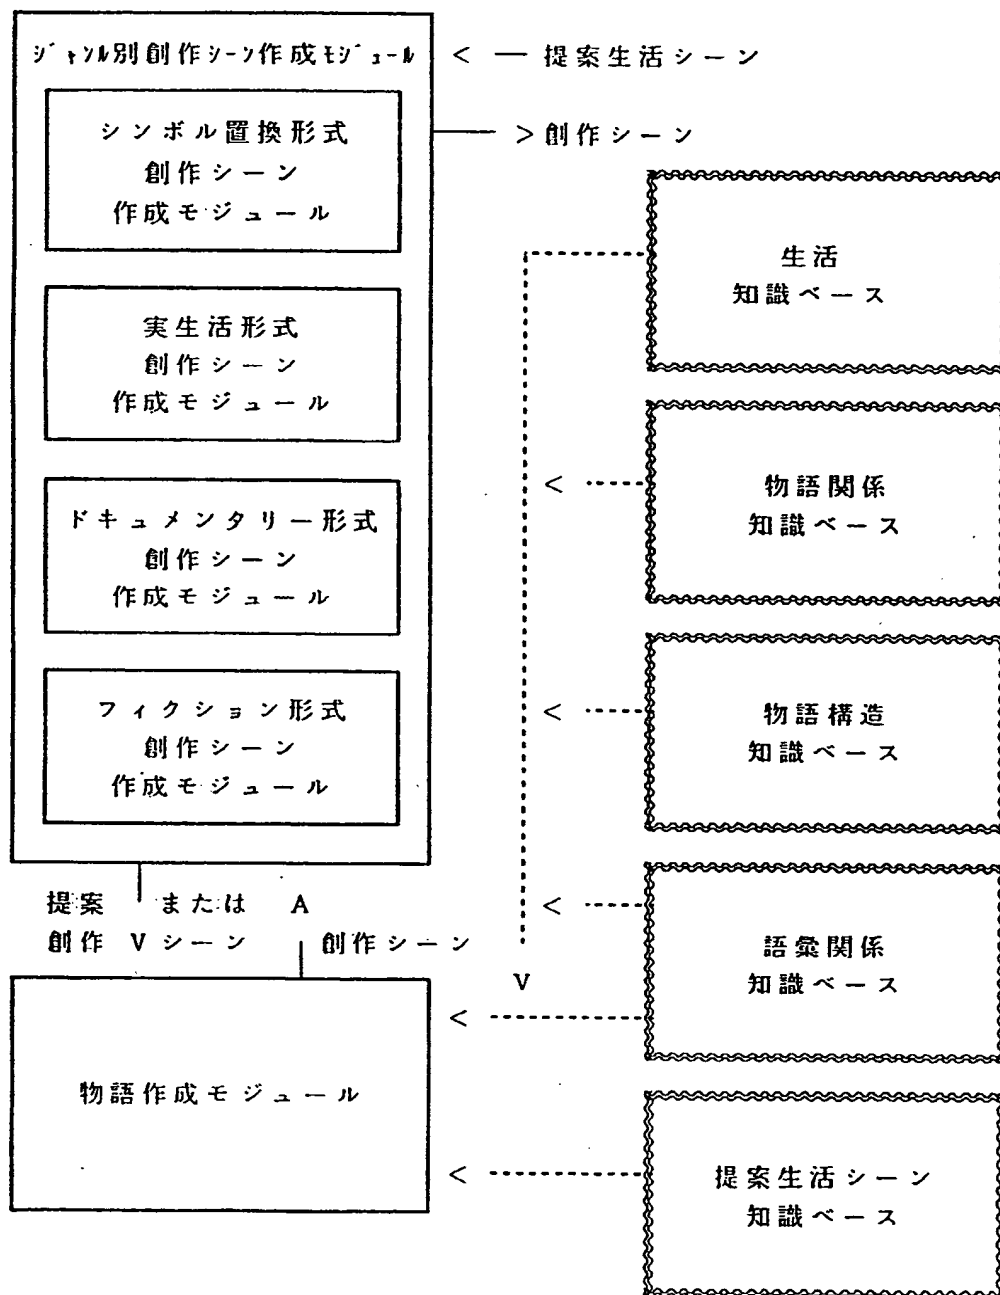 ジャンル別創作シーン作成モジュール
< ― 提案生活シーン
シンボル置換形式
創作シーン
作成モジュール
> 創作シーン
実生活形式
創作シーン
作成モジュール
ドキュメンタリー形式
創作シーン
作成モジュール
フィクション形式
創作シーン
作成モジュール
提案 または A
創作 V シーン 創作シーン
物語作成モジュール
生活
知識ベース
<
物語関係
知識ベース
<
物語構造
知識ベース
<
語彙関係
知識ベース
V
<
<
提案生活シーン
知識ベース